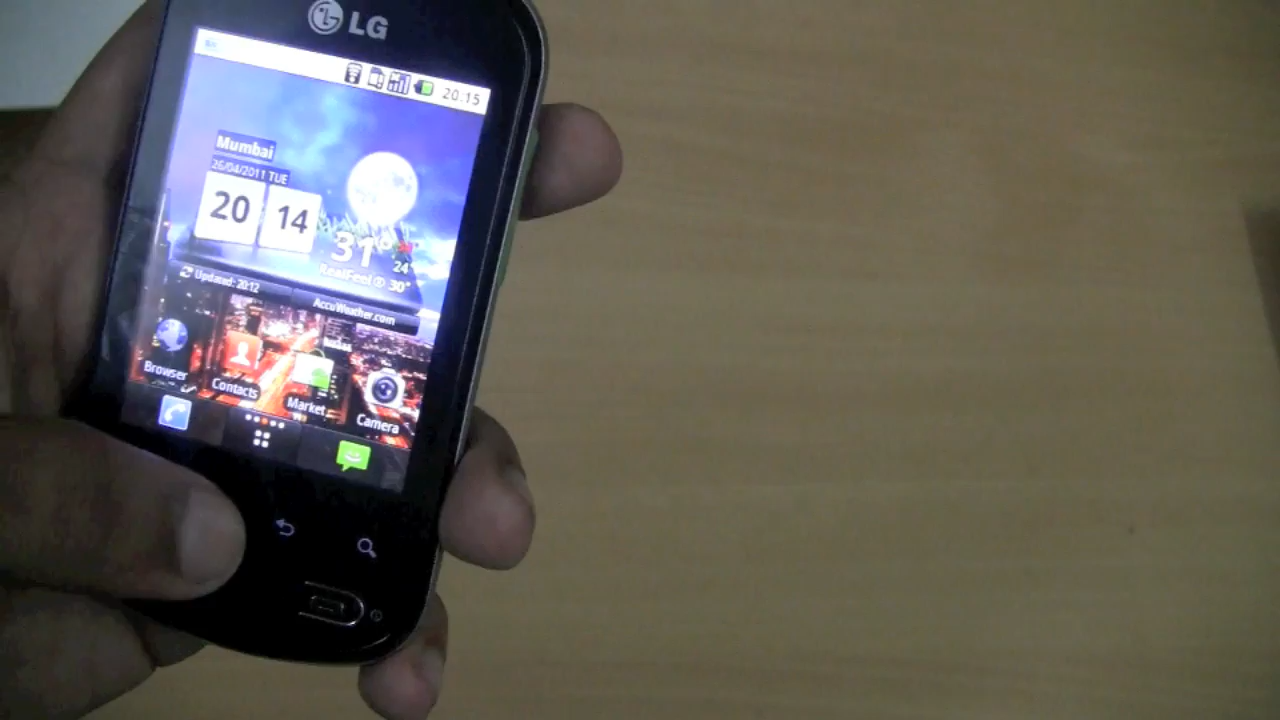 LG
20.15
Mumbai
26/04/2011 TUE
20 14
31°
24°
RealFeel® 30°
Updated: 20:12
AccuWeather.com
Browser
Contacts
Market
Camera